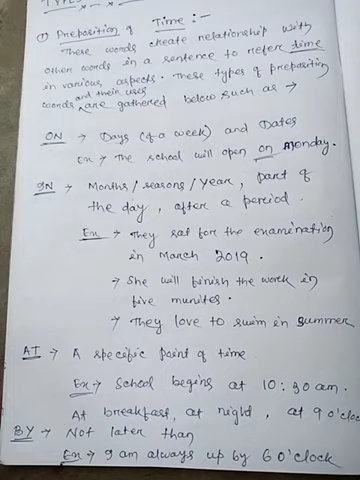 ① Preposition of Time :-
These words create relationship with
other words in a sentence to refer time
in various aspects. These types of preposition
words and their uses are gathered below such as →
ON → Days (of a week) and Dates
Ex → The school will open on Monday.
IN → Months / seasons / Year, part of
the day, after a period.
Ex → They sat for the examination
in March 2019.
→ She will finish the work in
five munites.
→ They love to swim in summer
AT → A specific point of time
Ex → School begins at 10:30 am.
At breakfast, at night, at 9 o'cloc
BY → Not later than
Ex → I am always up by 6 o'clock